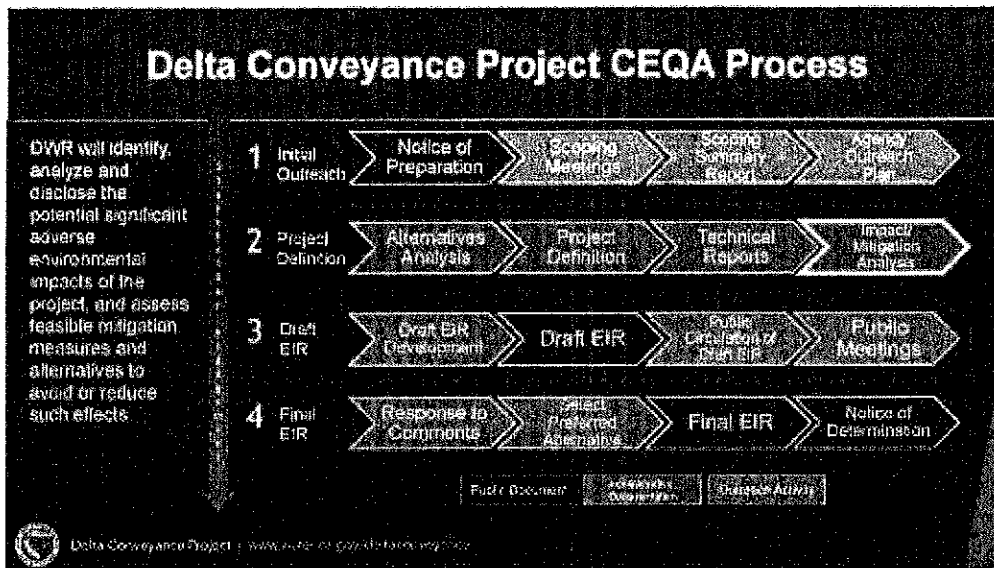 Delta Conveyance Project CEQA Process
DWR will identify,
analyze and
disclose the
potential significant
adverse
environmental
impacts of the
project, and assess
feasible mitigation
measures and
alternatives to
avoid or reduce
such effects
1 Initial
Outreach
Notice of
Preparation
Scoping
Meetings
Scoping
Summary
Report
Agency
Outreach
Plan
2 Project
Definition
Alternatives
Analysis
Project
Definition
Technical
Reports
Impact/
Mitigation
Analysis
3 Draft
EIR
Draft EIR
Development
Draft EIR
Public
Circulation of
Draft EIR
Public
Meetings
4 Final
EIR
Response to
Comments
Select
Preferred
Alternative
Final EIR
Notice of
Determination
Public Document
Outreach Activity
Delta Conveyance Project